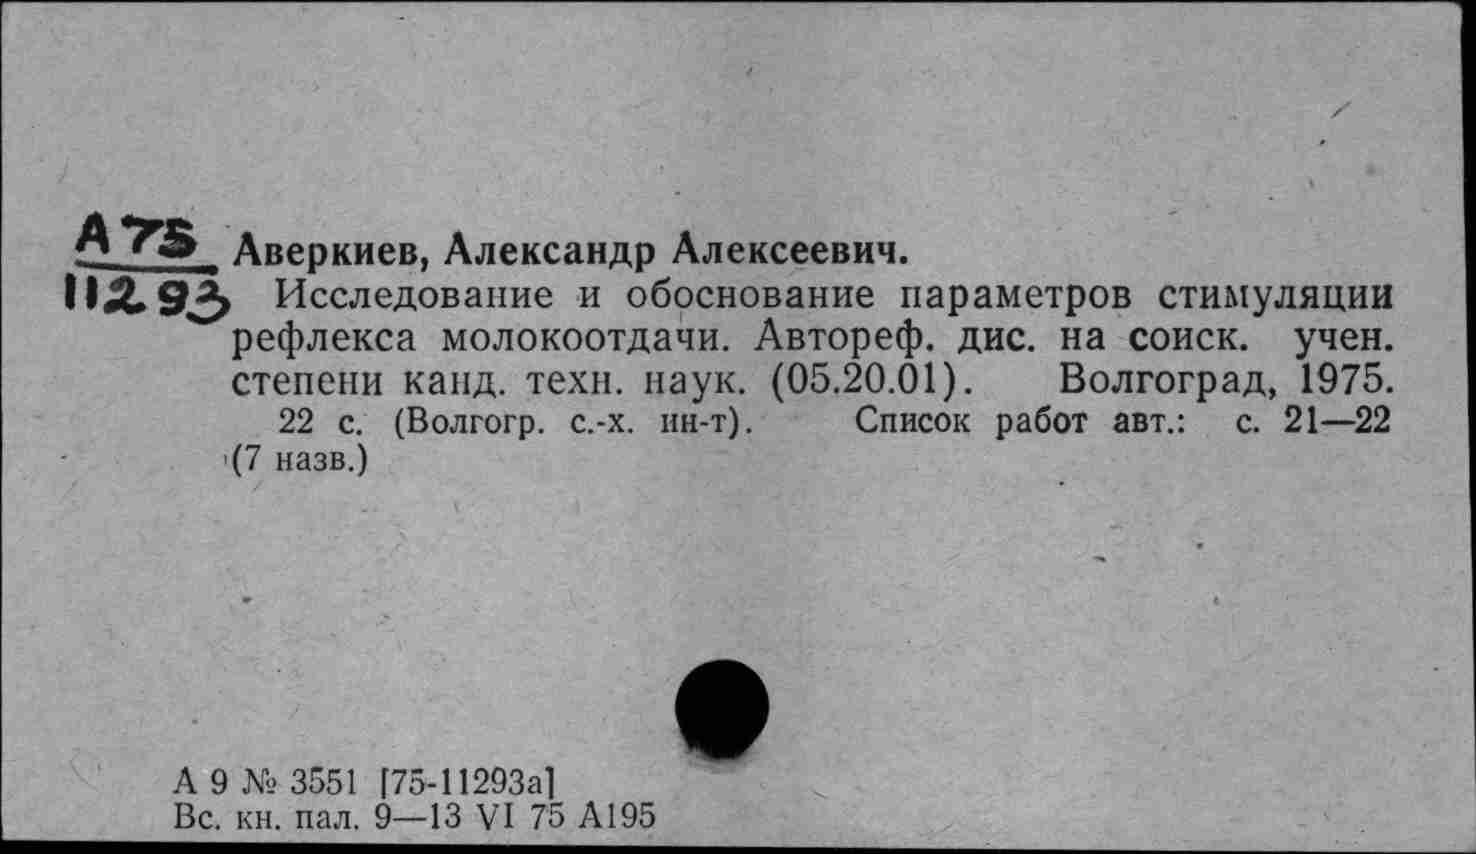 А 75
11293
Аверкиев, Александр Алексеевич.
Исследование и обоснование параметров стимуляции
рефлекса молокоотдачи. Автореф. дис. на соиск. учен.
степени канд. техн. наук. (05.20.01). Волгоград, 1975.
22 с. (Волгогр. с.-х. ин-т). Список работ авт.: с. 21—22
(7 назв.)
А 9 № 3551 [75-11293а]
Вс. кн. пал. 9—13 VI 75 А195